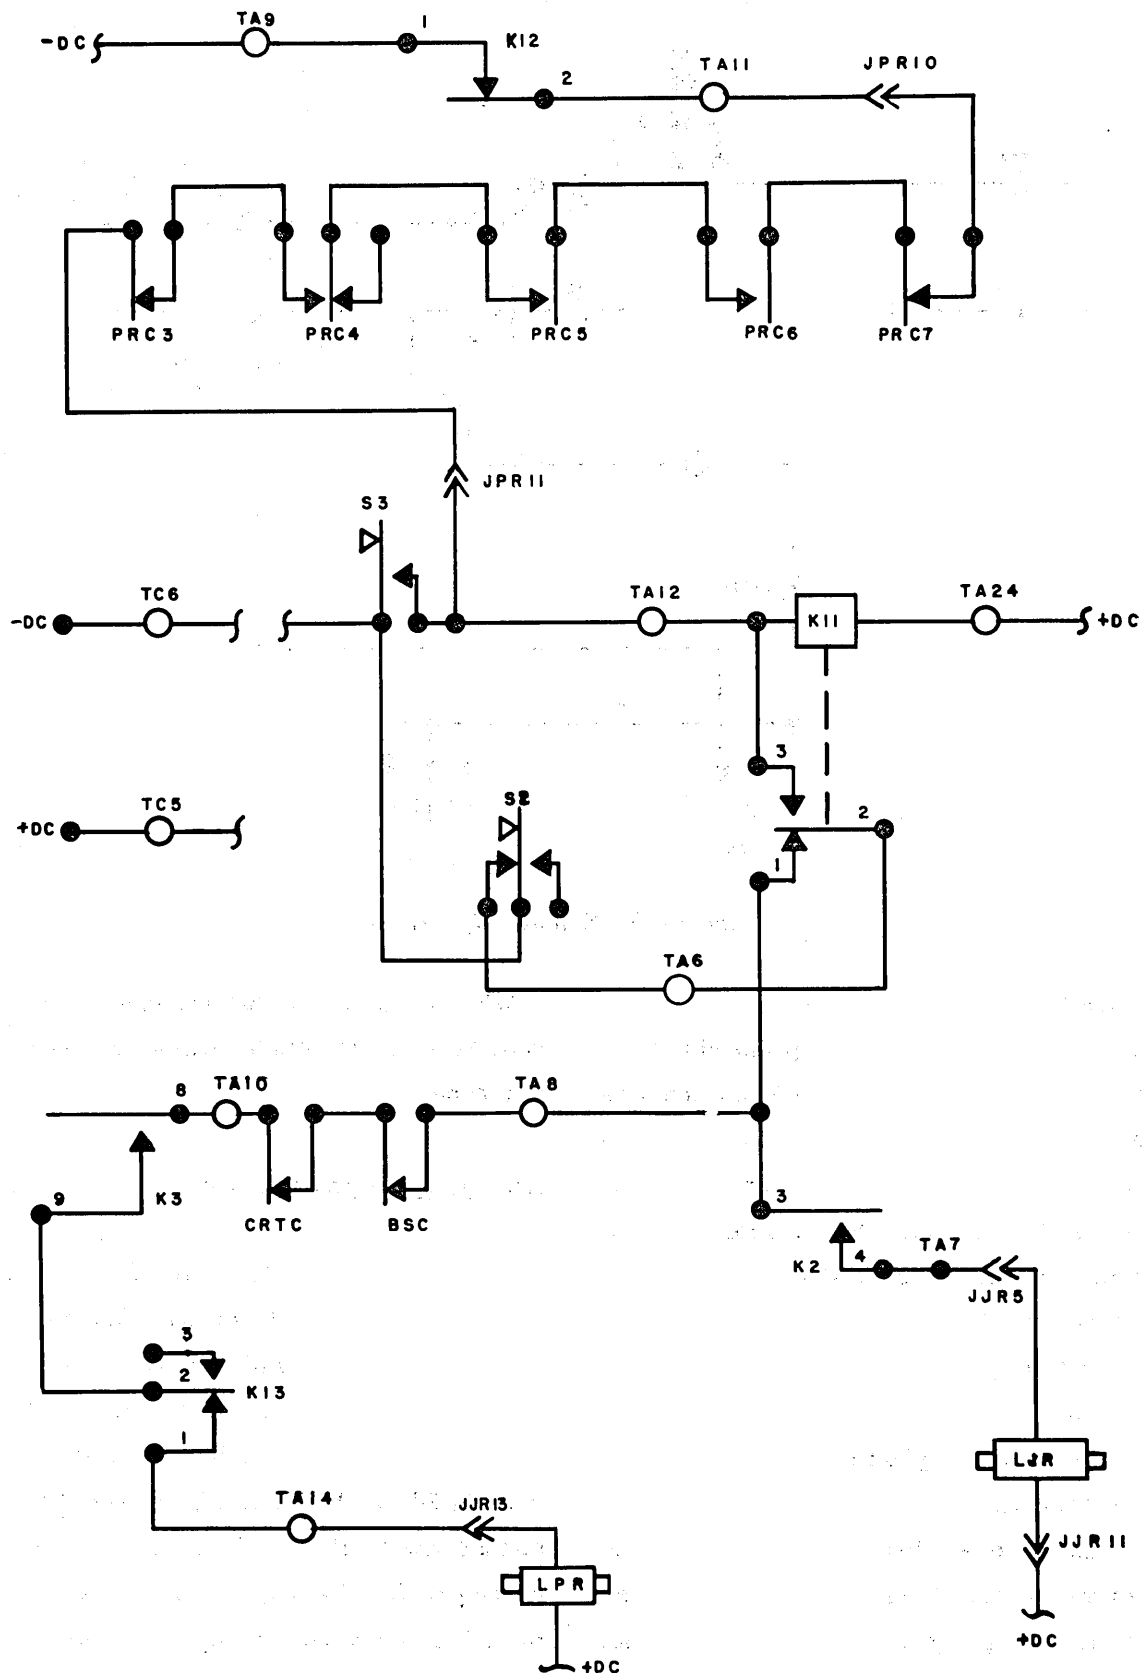 TA9
1
-DC
K12
2
TA11
JPR10
PRC3
PRC4
PRC5
PRC6
PRC7
JPR11
S3
-DC
TC6
TA12
K11
TA24
+DC
3
+DC
TC5
S2
2
1
TA6
8
TA10
TA8
9
K3
CRTC
BSC
3
K2
4
TA7
JJR5
3
2
K13
1
LJR
TA14
JJR13
JJR11
LPR
+DC
+DC